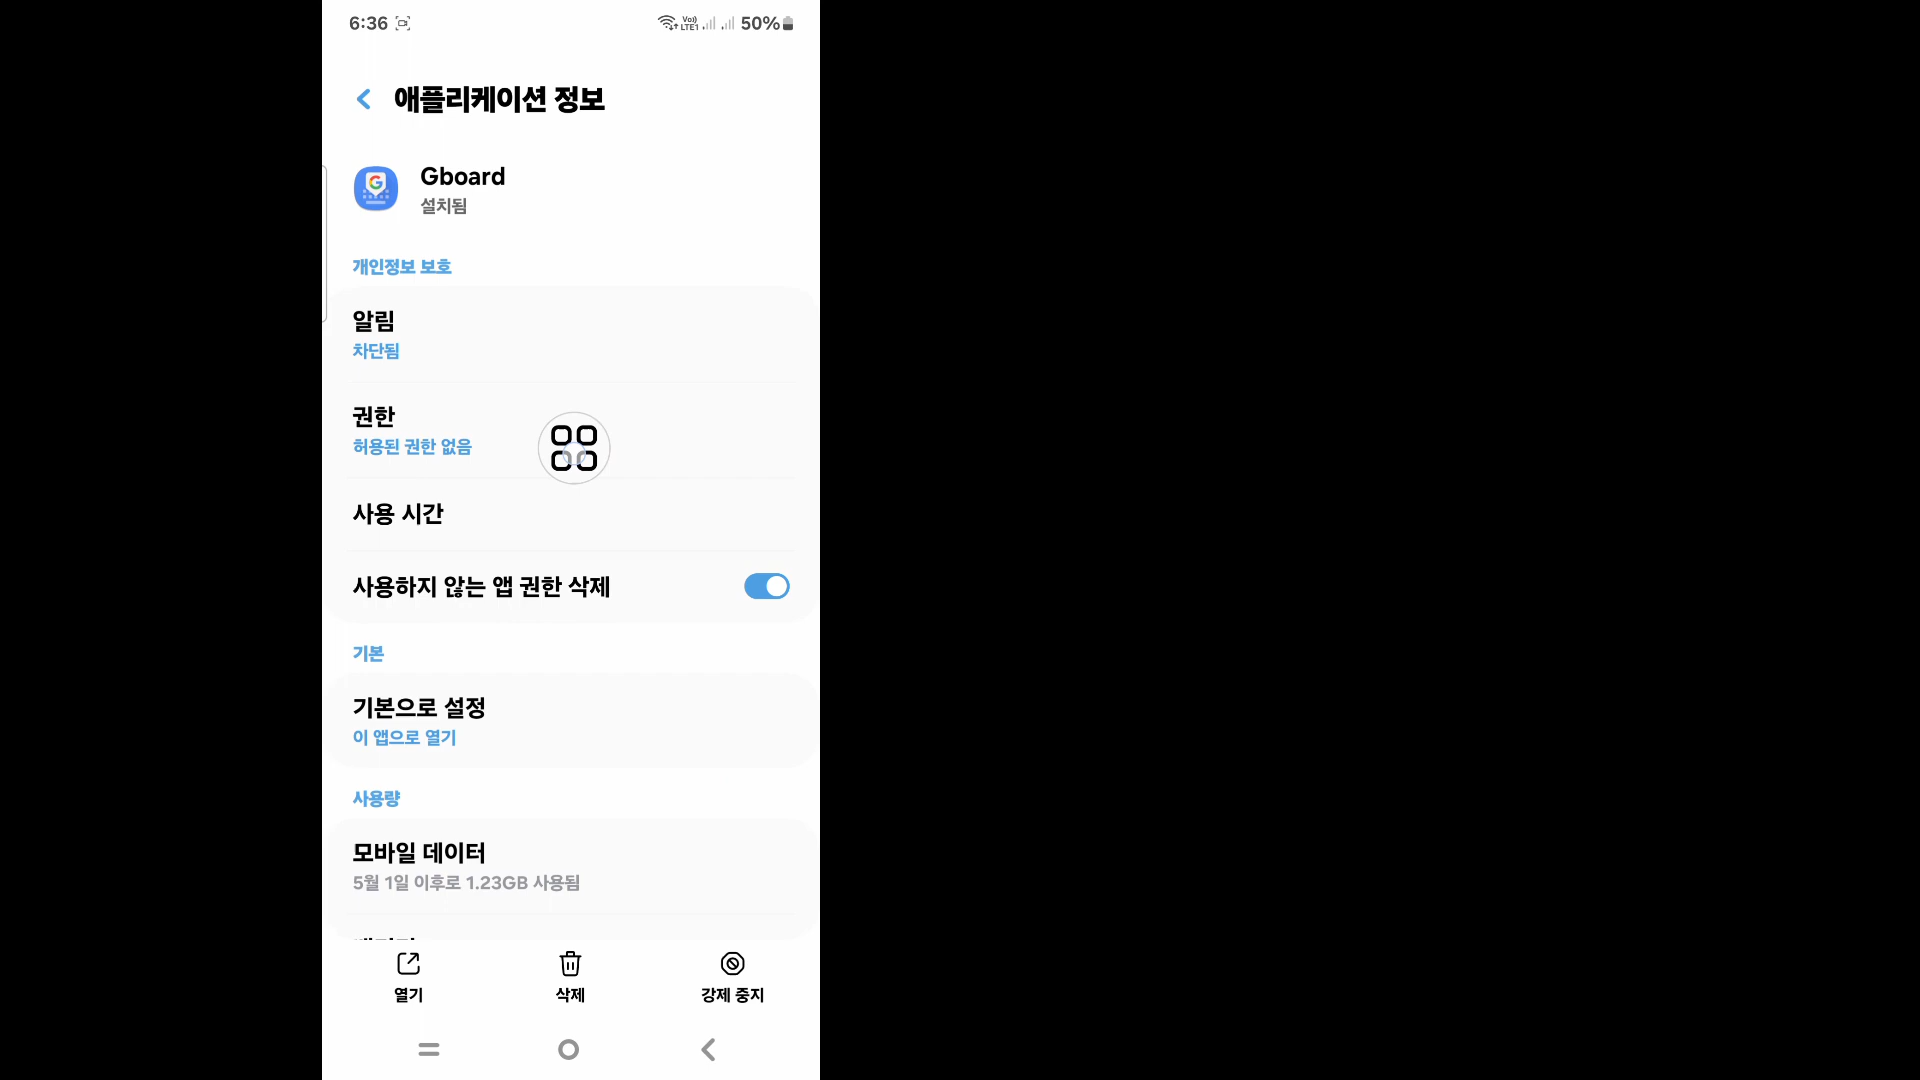 6:36
Vo)) LTE1 50%
애플리케이션 정보
Gboard
설치됨
개인정보 보호
알림
차단됨
권한
허용된 권한 없음
사용 시간
사용하지 않는 앱 권한 삭제
기본
기본으로 설정
이 앱으로 열기
사용량
모바일 데이터
5월 1일 이후로 1.23GB 사용됨
열기
삭제
강제 중지